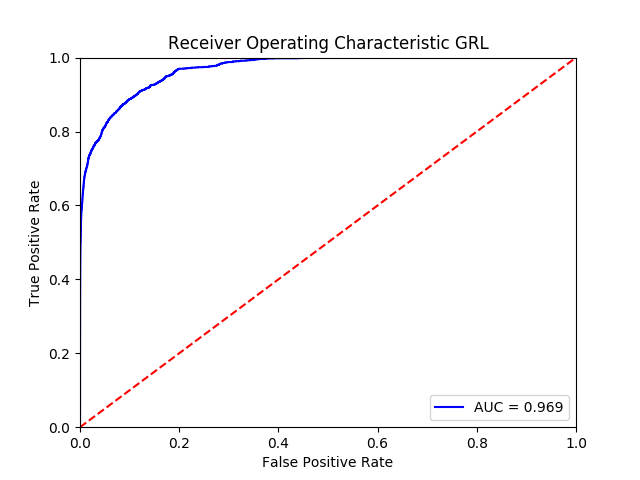 Receiver Operating Characteristic GRL
1.0
0.8
0.6
0.4
0.2
0.0
True Positive Rate
AUC = 0.969
0.0 0.2 0.4 0.6 0.8 1.0
False Positive Rate